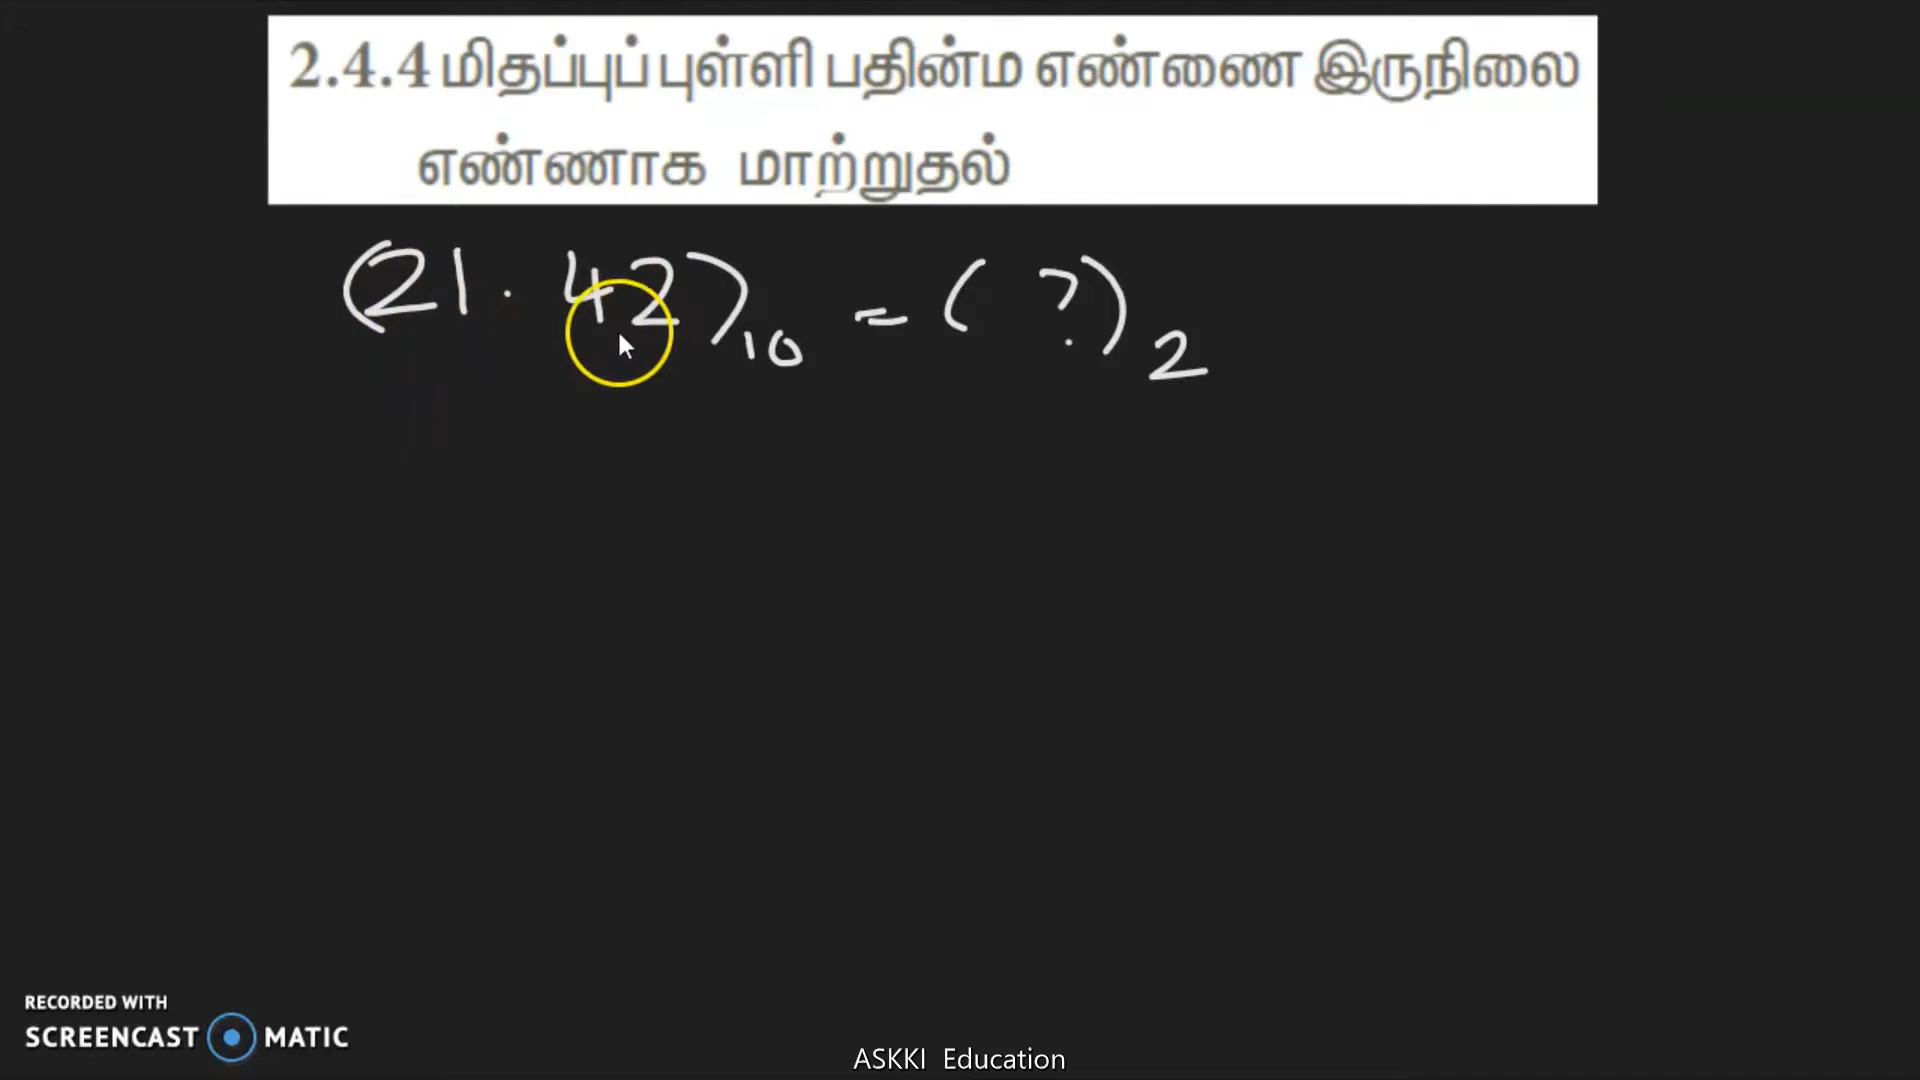 2.4.4 மிதப்புப் புள்ளி பதின்ம எண்ணை இருநிலை
எண்ணாக மாற்றுதல்
(21.42)10 = ( ? )2
RECORDED WITH
SCREENCAST MATIC
ASKKI Education